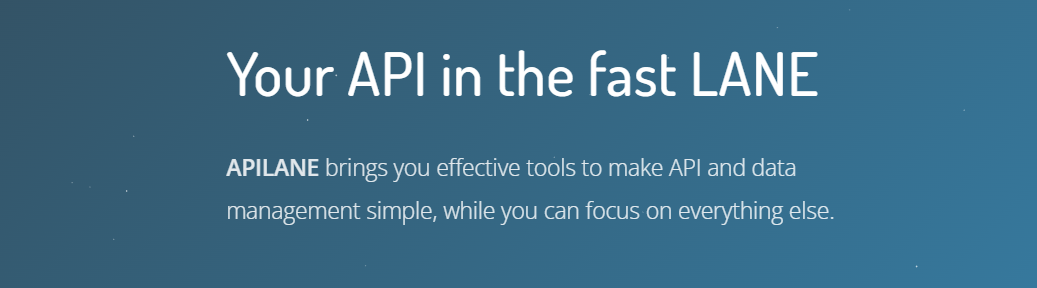 Your API in the fast LANE
APILANE brings you effective tools to make API and data
management simple, while you can focus on everything else.